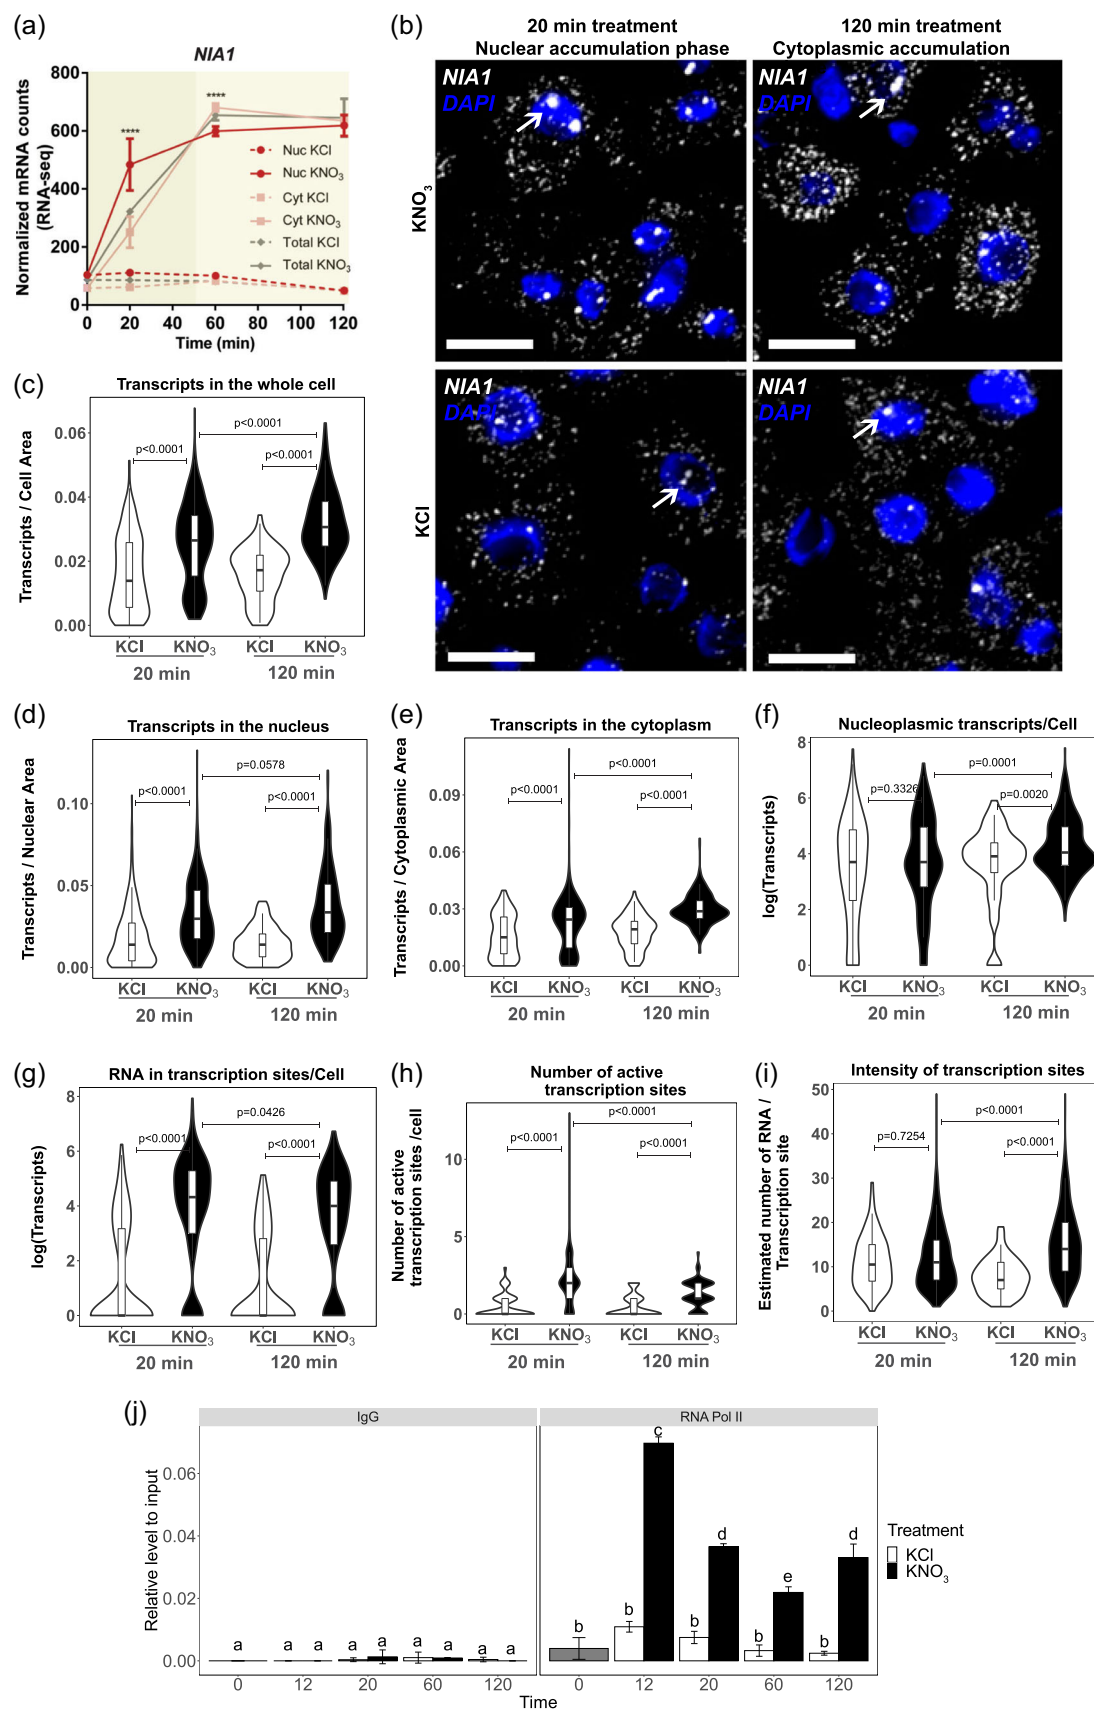 (a)
NIA1
Normalized mRNA counts
(RNA-seq)
800
600
400
200
0
****
****
Nuc KCl
Nuc KNO₃
Cyt KCl
Cyt KNO₃
Total KCl
Total KNO₃
0 20 40 60 80 100 120
Time (min)
(b)
20 min treatment
Nuclear accumulation phase
120 min treatment
Cytoplasmic accumulation
KNO₃
KCl
NIA1
DAPI
NIA1
DAPI
NIA1
DAPI
NIA1
DAPI
(c)
Transcripts in the whole cell
Transcripts / Cell Area
0.06
0.04
0.02
0.00
p<0.0001
p<0.0001
p<0.0001
KCl KNO₃ KCl KNO₃
20 min 120 min
(d)
Transcripts in the nucleus
Transcripts / Nuclear Area
0.10
0.05
0.00
p=0.0578
p<0.0001
p<0.0001
KCl KNO₃ KCl KNO₃
20 min 120 min
(e)
Transcripts in the cytoplasm
Transcripts / Cytoplasmic Area
0.09
0.06
0.03
0.00
p<0.0001
p<0.0001
p<0.0001
KCl KNO₃ KCl KNO₃
20 min 120 min
(f)
Nucleoplasmic transcripts/Cell
log(Transcripts)
8
6
4
2
0
p=0.0001
p=0.3326
p=0.0020
KCl KNO₃ KCl KNO₃
20 min 120 min
(g)
RNA in transcription sites/Cell
log(Transcripts)
8
6
4
2
0
p=0.0426
p<0.0001
p<0.0001
KCl KNO₃ KCl KNO₃
20 min 120 min
(h)
Number of active
transcription sites
Number of active
transcription sites /cell
10
5
0
p<0.0001
p<0.0001
p<0.0001
KCl KNO₃ KCl KNO₃
20 min 120 min
(i)
Intensity of transcription sites
Estimated number of RNA /
Transcription site
50
40
30
20
10
0
p<0.0001
p=0.7254
p<0.0001
KCl KNO₃ KCl KNO₃
20 min 120 min
(j)
IgG
RNA Pol II
Relative level to input
0.06
0.04
0.02
0.00
a a a a a a a a a
b b c b d b e b d
0 12 20 60 120
0 12 20 60 120
Time
Treatment
KCl
KNO₃